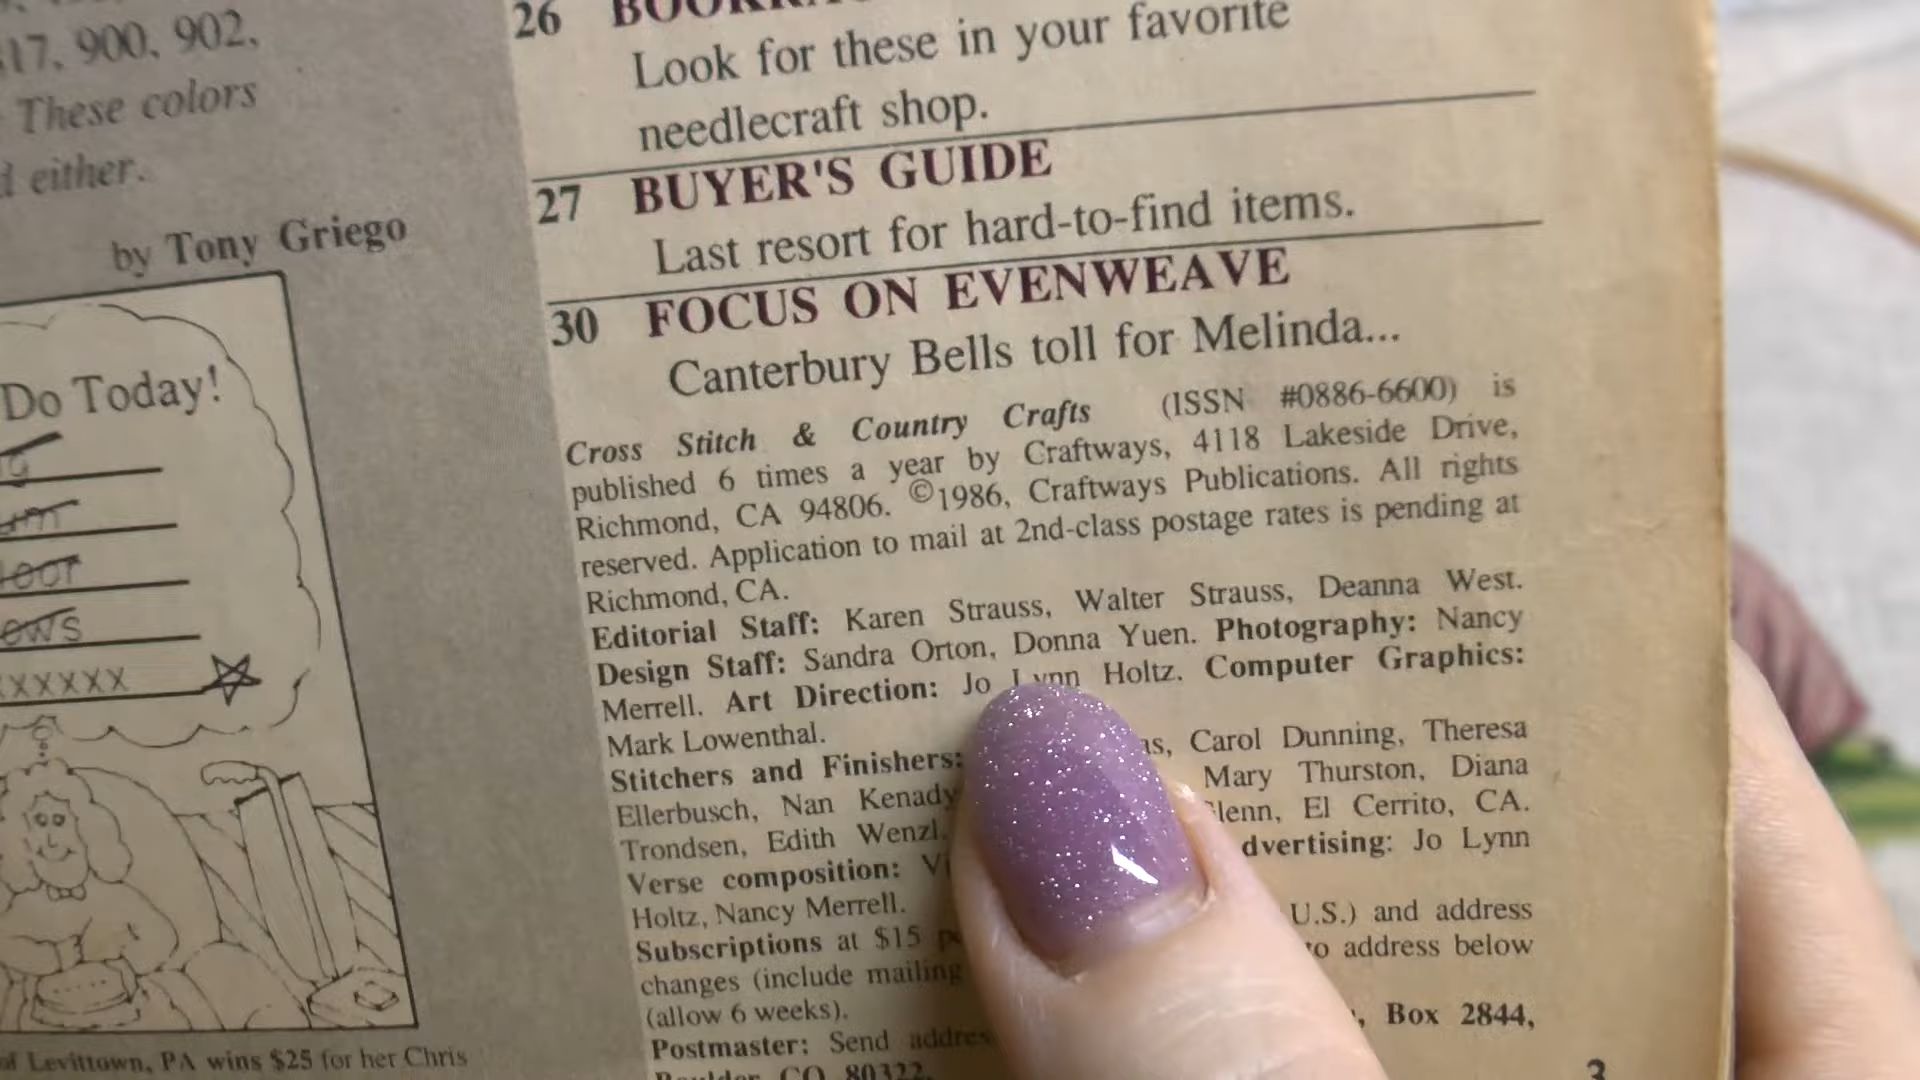 17, 900, 902,
These colors
either.
by Tony Griego
Do Today!
XXXXXX
of Levittown, PA wins $25 for her Chris
26
Look for these in your favorite
needlecraft shop.
27 BUYER'S GUIDE
Last resort for hard-to-find items.
30 FOCUS ON EVENWEAVE
Canterbury Bells toll for Melinda...
Cross Stitch & Country Crafts (ISSN #0886-6600) is
published 6 times a year by Craftways, 4118 Lakeside Drive,
Richmond, CA 94806. ©1986, Craftways Publications. All rights
reserved. Application to mail at 2nd-class postage rates is pending at
Richmond, CA.
Editorial Staff: Karen Strauss, Walter Strauss, Deanna West.
Design Staff: Sandra Orton, Donna Yuen. Photography: Nancy
Merrell. Art Direction: Jo Lynn Holtz. Computer Graphics:
Mark Lowenthal.
Stitchers and Finishers: Carol Dunning, Theresa
Ellerbusch, Nan Kenady Mary Thurston, Diana
Trondsen, Edith Wenzl, El Cerrito, CA.
Verse composition: Jo Lynn
Holtz, Nancy Merrell.
Subscriptions at $15 U.S.) and address
changes (include mailing to address below
(allow 6 weeks).
Postmaster: Send Box 2844,
Boulder, CO 80322.
3